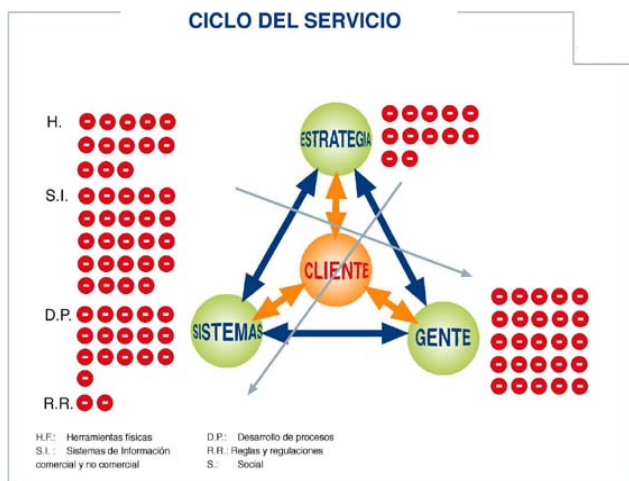 CICLO DEL SERVICIO
H.
ESTRATEGIA
S.I.
CLIENTE
D.P.
SISTEMAS
GENTE
R.R.
H.F.: Herramientas físicas
S.I. : Sistemas de Información
comercial y no comercial
D.P.: Desarrollo de procesos
R.R.: Reglas y regulaciones
S.: Social